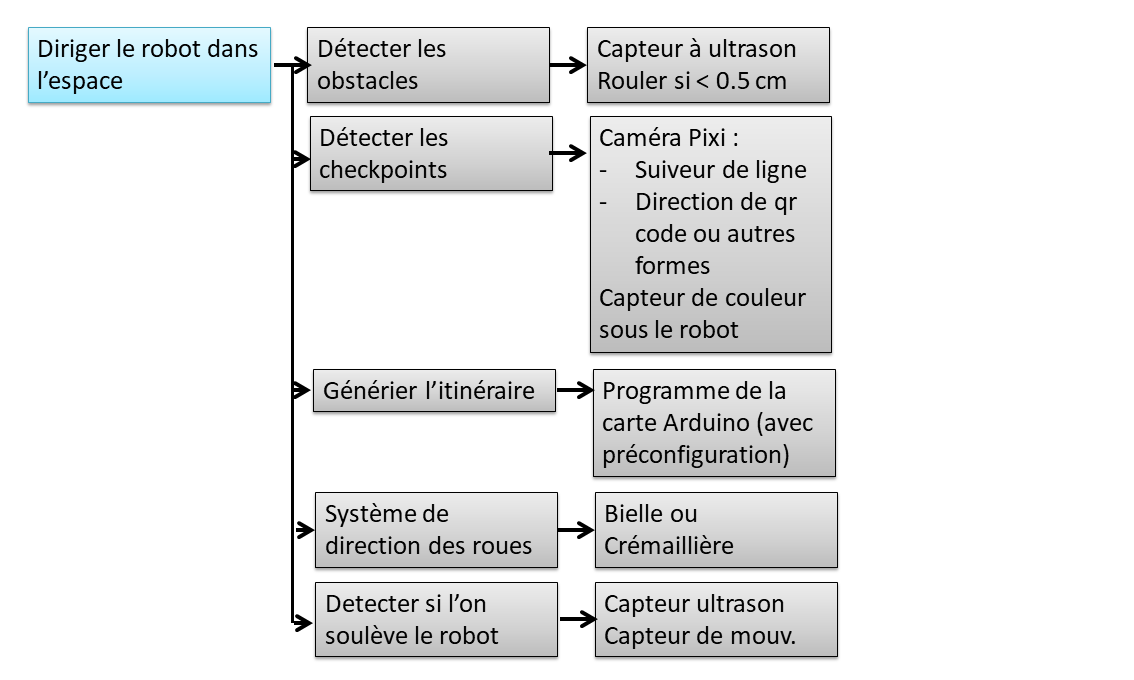 Diriger le robot dans
l’espace
Détecter les
obstacles
Capteur à ultrason
Rouler si < 0.5 cm
Détecter les
checkpoints
Caméra Pixi :
- Suiveur de ligne
- Direction de qr
code ou autres
formes
Capteur de couleur
sous le robot
Générier l’itinéraire
Programme de la
carte Arduino (avec
préconfiguration)
Système de
direction des roues
Bielle ou
Crémaillière
Detecter si l’on
soulève le robot
Capteur ultrason
Capteur de mouv.